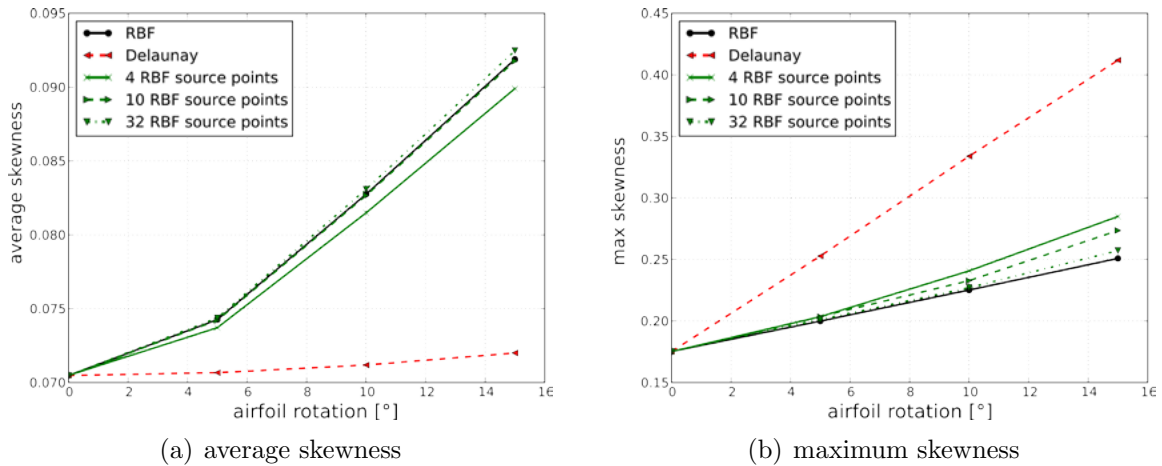 0.095
0.090
0.085
0.080
0.075
0.070
average skewness
RBF
Delaunay
4 RBF source points
10 RBF source points
32 RBF source points
0 2 4 6 8 10 12 14 16
airfoil rotation [°]
(a) average skewness
0.45
0.40
0.35
0.30
0.25
0.20
0.15
max skewness
RBF
Delaunay
4 RBF source points
10 RBF source points
32 RBF source points
0 2 4 6 8 10 12 14 16
airfoil rotation [°]
(b) maximum skewness